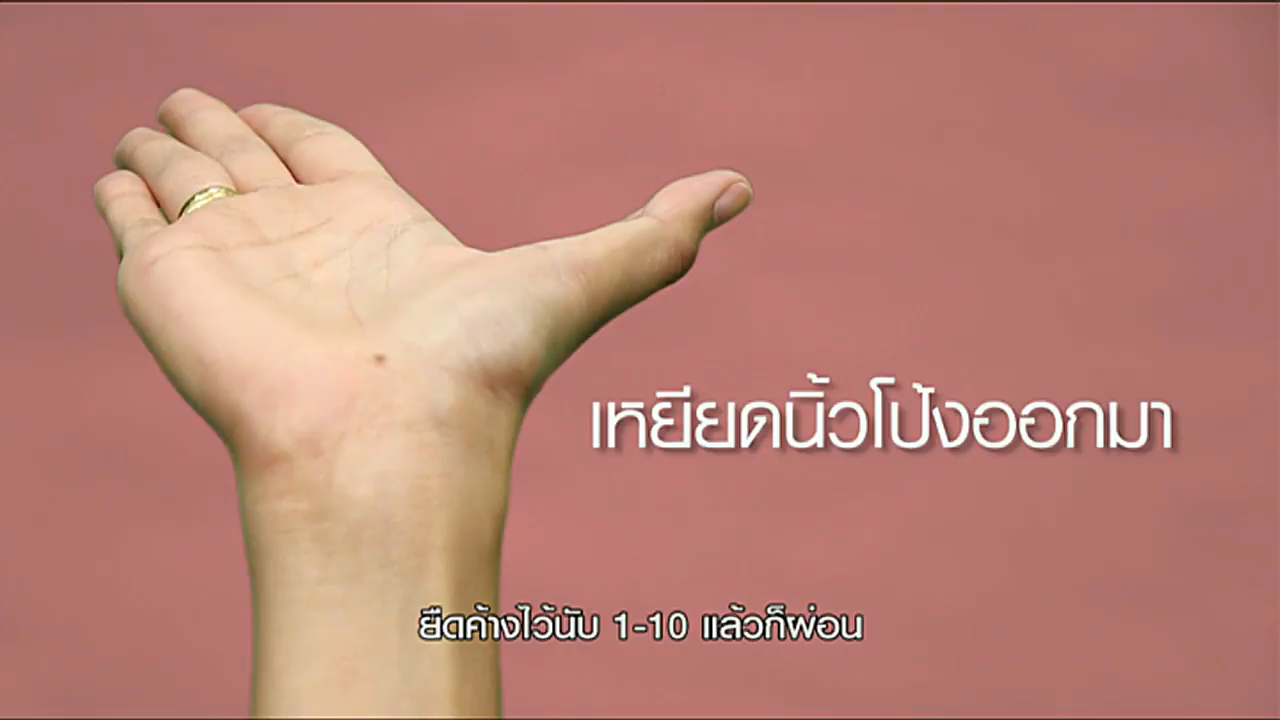 เหยียดนิ้วโป้งออกมา
ยืดค้างไว้นับ 1-10 แล้วก็ผ่อน